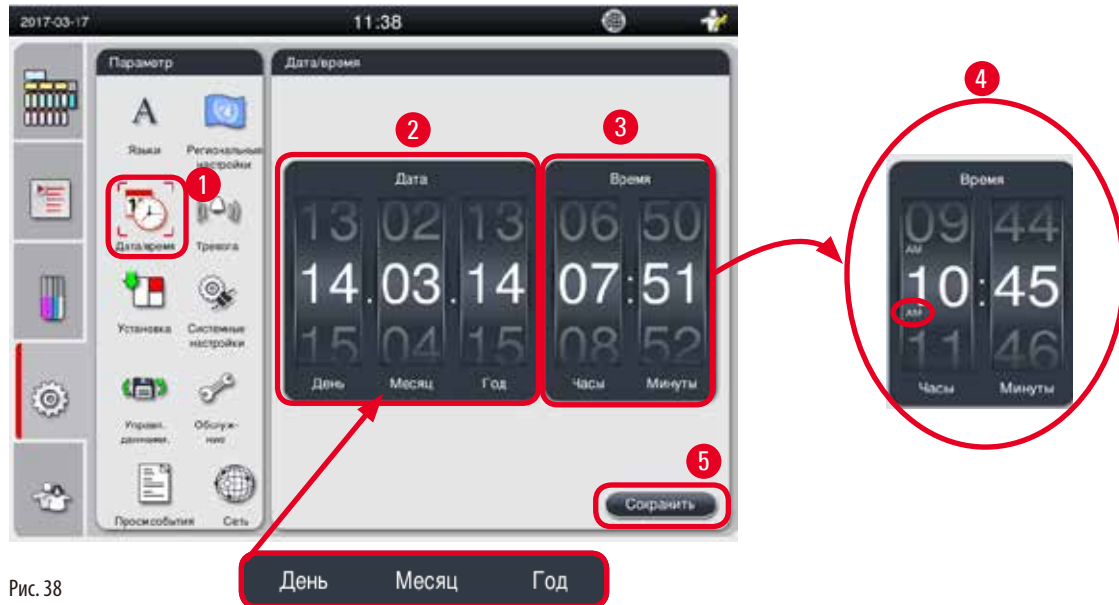 2017-03-17 11:38
Параметр
Дата/время
Языки
Региональные настройки
1
Дата/время
Тревога
Установка
Системные настройки
Управл. данными.
Обслуж-ние
Просм.события
Сеть
2
Дата
13 02 13
14.03.14
15 04 15
День Месяц Год
3
Время
06 50
07:51
08 52
Часы Минуты
5
Сохранить
4
Время
09 44
AM
10:45
AM
11 46
Часы Минуты
День Месяц Год
Рис. 38